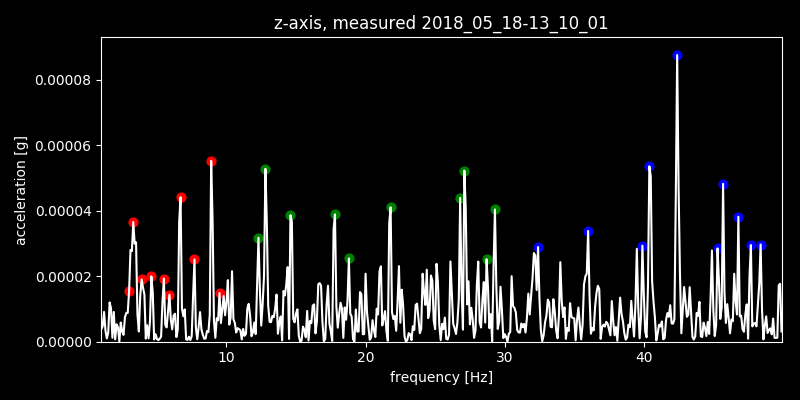 z-axis, measured 2018_05_18-13_10_01
0.00008
0.00006
0.00004
0.00002
0.00000
acceleration [g]
10 20 30 40
frequency [Hz]